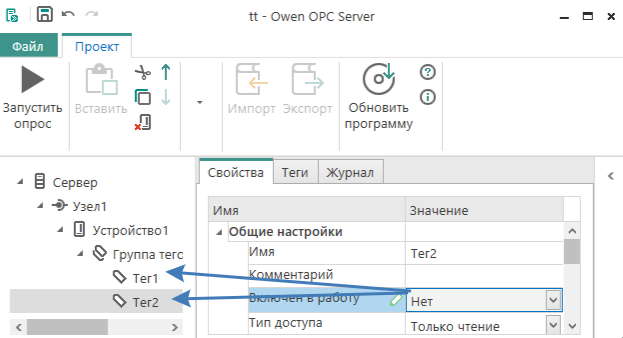 tt - Owen OPC Server
Файл
Проект
Запустить опрос
Вставить
Импорт
Экспорт
Обновить программу
Сервер
Узел1
Устройство1
Группа тего
Тег1
Тег2
Свойства
Теги
Журнал
Имя
Значение
Общие настройки
Имя
Тег2
Комментарий
Включен в работу
Нет
Тип доступа
Только чтение